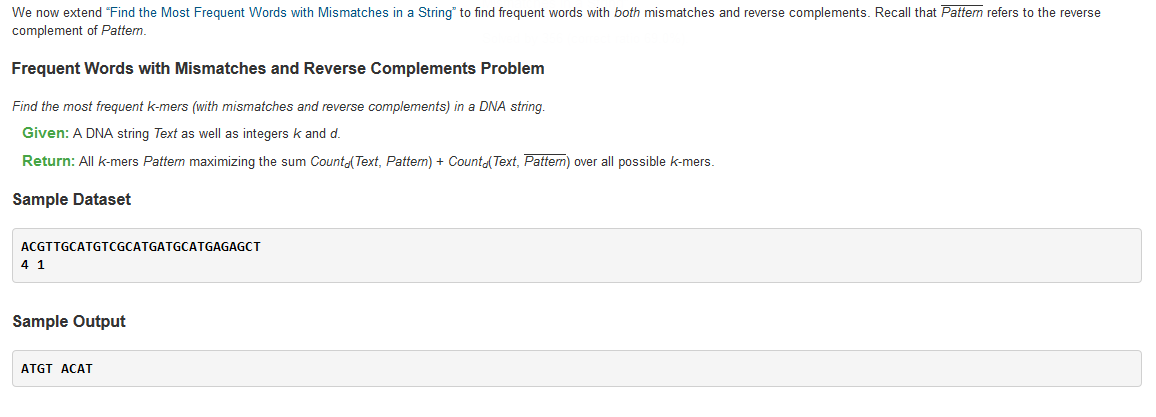 We now extend “Find the Most Frequent Words with Mismatches in a String” to find frequent words with both mismatches and reverse complements. Recall that Pattern refers to the reverse
complement of Pattern.
Frequent Words with Mismatches and Reverse Complements Problem
Find the most frequent k-mers (with mismatches and reverse complements) in a DNA string.
Given: A DNA string Text as well as integers k and d.
Return: All k-mers Pattern maximizing the sum Countd(Text, Pattern) + Countd(Text, Pattern) over all possible k-mers.
Sample Dataset
ACGTTGCATGTCGCATGATGCATGAGAGCT
4 1
Sample Output
ATGT ACAT